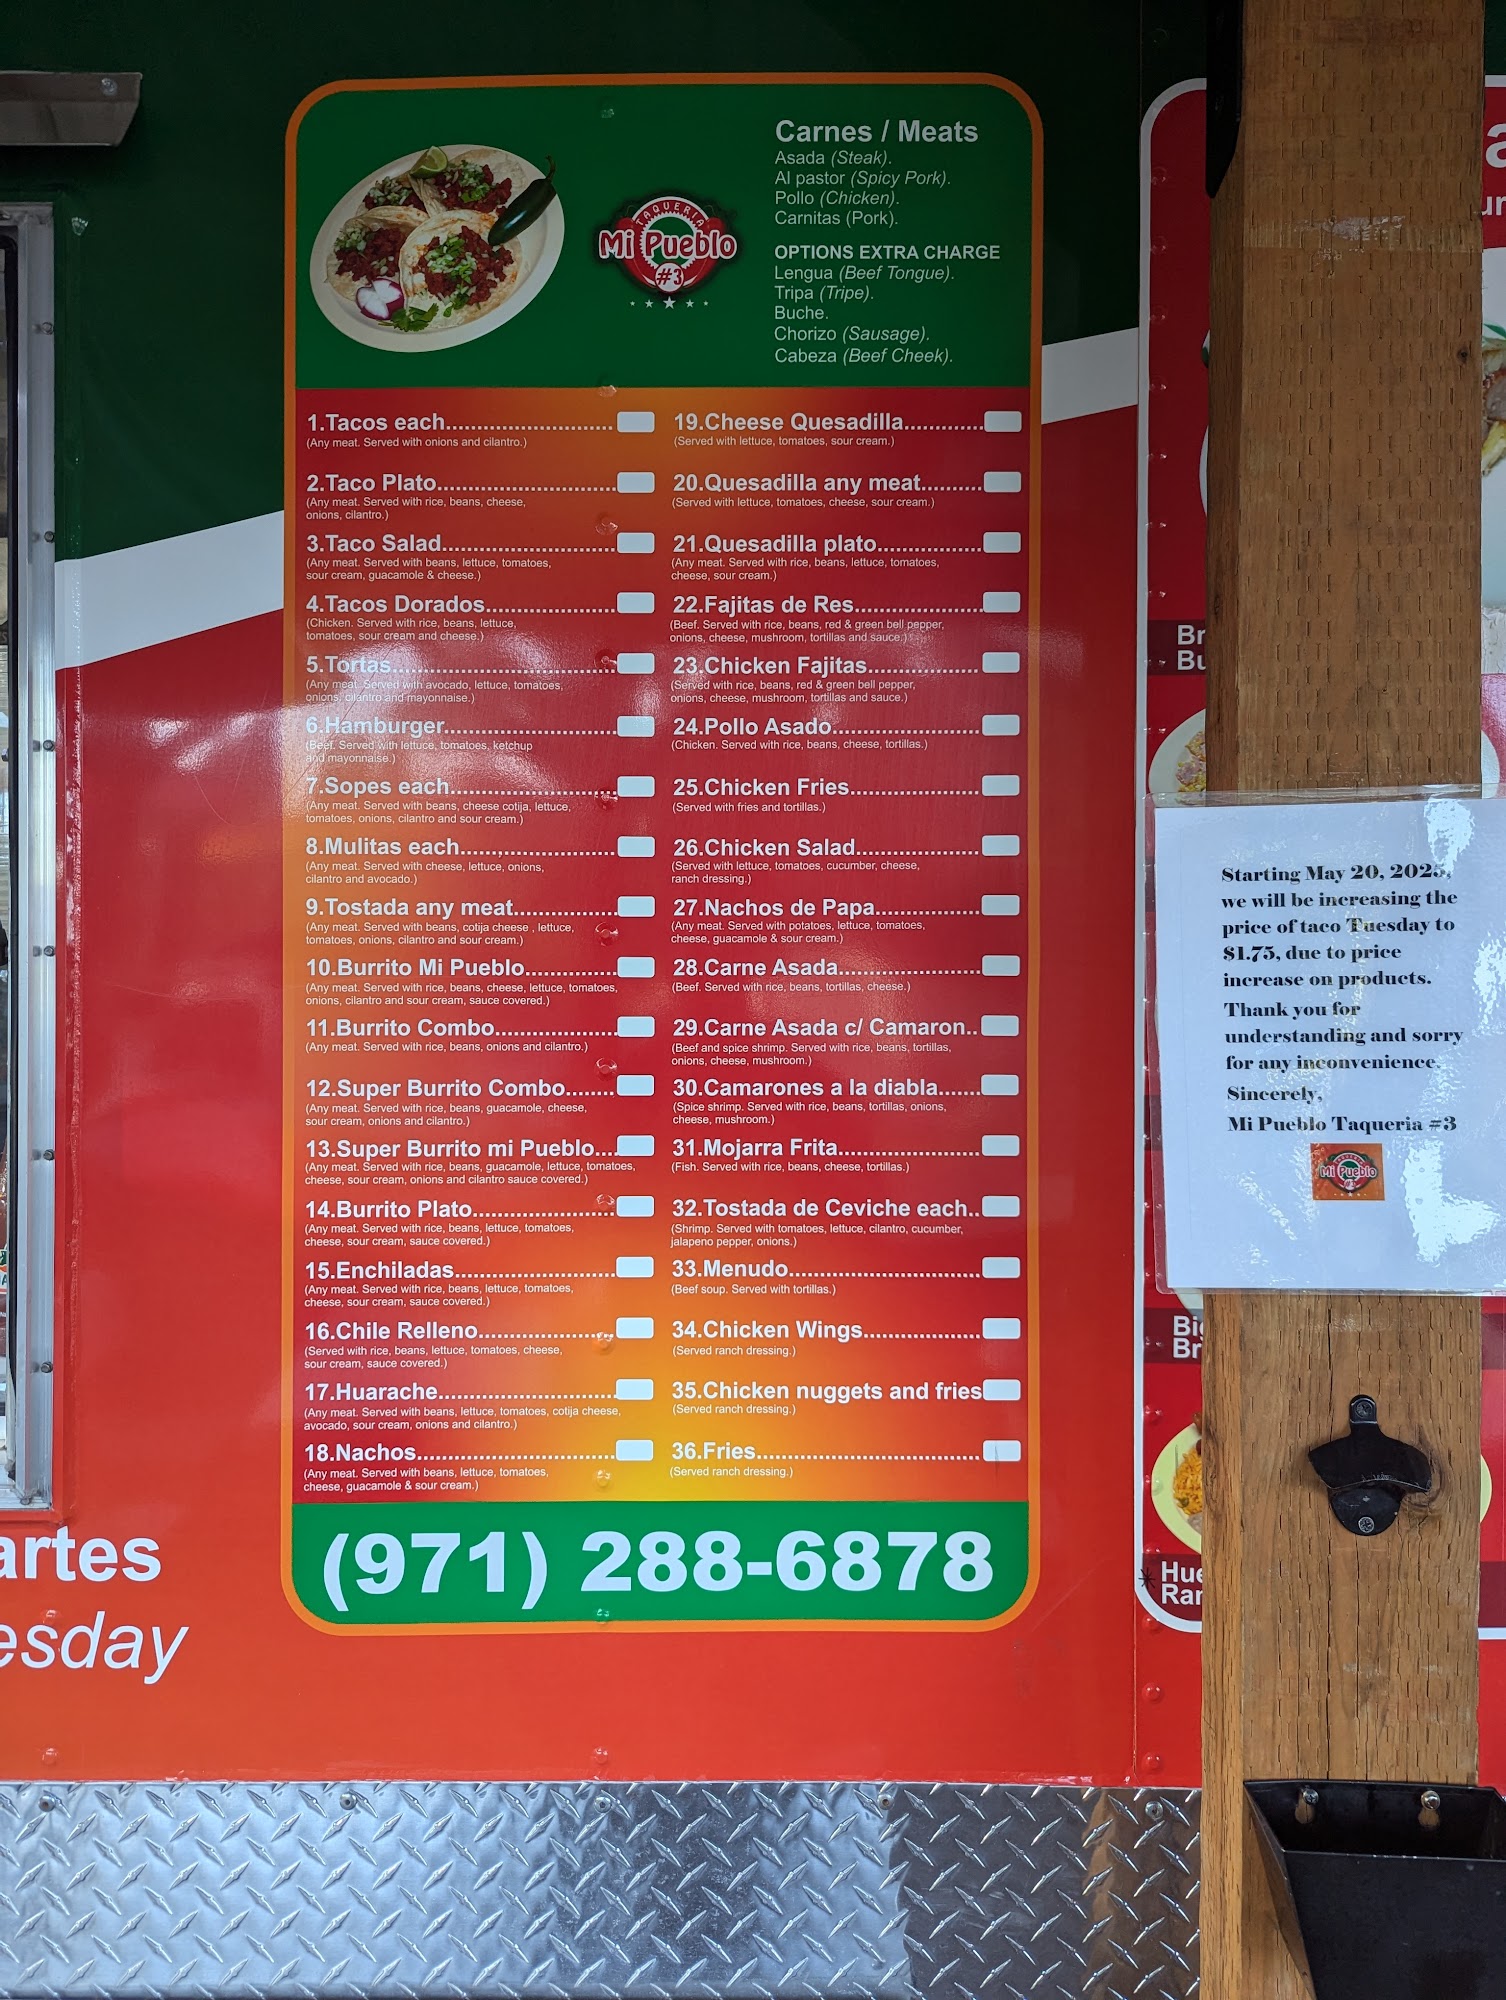 TAQUERIA
Mi Pueblo
#3
Carnes / Meats
Asada (Steak).
Al pastor (Spicy Pork).
Pollo (Chicken).
Carnitas (Pork).
OPTIONS EXTRA CHARGE
Lengua (Beef Tongue).
Tripa (Tripe).
Buche.
Chorizo (Sausage).
Cabeza (Beef Cheek).
1.Tacos each
(Any meat. Served with onions and cilantro.)
2.Taco Plato
(Any meat. Served with rice, beans, cheese,
onions, cilantro.)
3.Taco Salad
(Any meat. Served with beans, lettuce, tomatoes,
sour cream, guacamole & cheese.)
4.Tacos Dorados
(Chicken. Served with rice, beans, lettuce,
tomatoes, sour cream and cheese.)
5.Tortas
(Any meat. Served with avocado, lettuce, tomatoes,
onions, cilantro and mayonnaise.)
6.Hamburger
(Beef. Served with lettuce, tomatoes, ketchup
and mayonnaise.)
7.Sopes each
(Any meat. Served with beans, cheese cotija, lettuce,
tomatoes, onions, cilantro and sour cream.)
8.Mulitas each
(Any meat. Served with cheese, lettuce, onions,
cilantro and avocado.)
9.Tostada any meat
(Any meat. Served with beans, cotija cheese , lettuce,
tomatoes, onions, cilantro and sour cream.)
10.Burrito Mi Pueblo
(Any meat. Served with rice, beans, cheese, lettuce, tomatoes,
onions, cilantro and sour cream, sauce covered.)
11.Burrito Combo
(Any meat. Served with rice, beans, onions and cilantro.)
12.Super Burrito Combo
(Any meat. Served with rice, beans, guacamole, cheese,
sour cream, onions and cilantro.)
13.Super Burrito mi Pueblo
(Any meat. Served with rice, beans, guacamole, lettuce, tomatoes,
cheese, sour cream, onions and cilantro sauce covered.)
14.Burrito Plato
(Any meat. Served with rice, beans, lettuce, tomatoes,
cheese, sour cream, sauce covered.)
15.Enchiladas
(Any meat. Served with rice, beans, lettuce, tomatoes,
cheese, sour cream, sauce covered.)
16.Chile Relleno
(Served with rice, beans, lettuce, tomatoes, cheese,
sour cream, sauce covered.)
17.Huarache
(Any meat. Served with beans, lettuce, tomatoes, cotija cheese,
avocado, sour cream, onions and cilantro.)
18.Nachos
(Any meat. Served with beans, lettuce, tomatoes,
cheese, guacamole & sour cream.)
19.Cheese Quesadilla
(Served with lettuce, tomatoes, sour cream.)
20.Quesadilla any meat
(Served with lettuce, tomatoes, cheese, sour cream.)
21.Quesadilla plato
(Any meat. Served with rice, beans, lettuce, tomatoes,
cheese, sour cream.)
22.Fajitas de Res
(Beef. Served with rice, beans, red & green bell pepper,
onions, cheese, mushroom, tortillas and sauce.)
23.Chicken Fajitas
(Served with rice, beans, red & green bell pepper,
onions, cheese, mushroom, tortillas and sauce.)
24.Pollo Asado
(Chicken. Served with rice, beans, cheese, tortillas.)
25.Chicken Fries
(Served with fries and tortillas.)
26.Chicken Salad
(Served with lettuce, tomatoes, cucumber, cheese,
ranch dressing.)
27.Nachos de Papa
(Any meat. Served with potatoes, lettuce, tomatoes,
cheese, guacamole & sour cream.)
28.Carne Asada
(Beef. Served with rice, beans, tortillas, cheese.)
29.Carne Asada c/ Camaron
(Beef and spice shrimp. Served with rice, beans, tortillas,
onions, cheese, mushroom.)
30.Camarones a la diabla
(Spice shrimp. Served with rice, beans, tortillas, onions,
cheese, mushroom.)
31.Mojarra Frita
(Fish. Served with rice, beans, cheese, tortillas.)
32.Tostada de Ceviche each
(Shrimp. Served with tomatoes, lettuce, cilantro, cucumber,
jalapeno pepper, onions.)
33.Menudo
(Beef soup. Served with tortillas.)
34.Chicken Wings
(Served ranch dressing.)
35.Chicken nuggets and fries
(Served ranch dressing.)
36.Fries
(Served ranch dressing.)
(971) 288-6878
artes
esday
Br
Bu
Starting May 20, 2025,
we will be increasing the
price of taco Tuesday to
$1.75, due to price
increase on products.
Thank you for
understanding and sorry
for any inconvenience.
Sincerely,
Mi Pueblo Taqueria #3
Mi Pueblo
Bi
Br
Hue
Ran